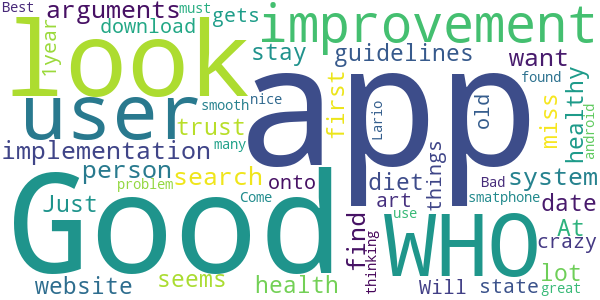 Best arguments must gets
download
1year
look
improvement
stay guidelines want
user
smooth nice
first
found
app
old
Lario
miss
healthy
android
trust
many
implementation
person search onto
things
diet system
problem
Good
Come
Just
art
Bad smatphone
date
use
WHO
At
find
thinking
crazy
seems
website health
Will state
lot
great